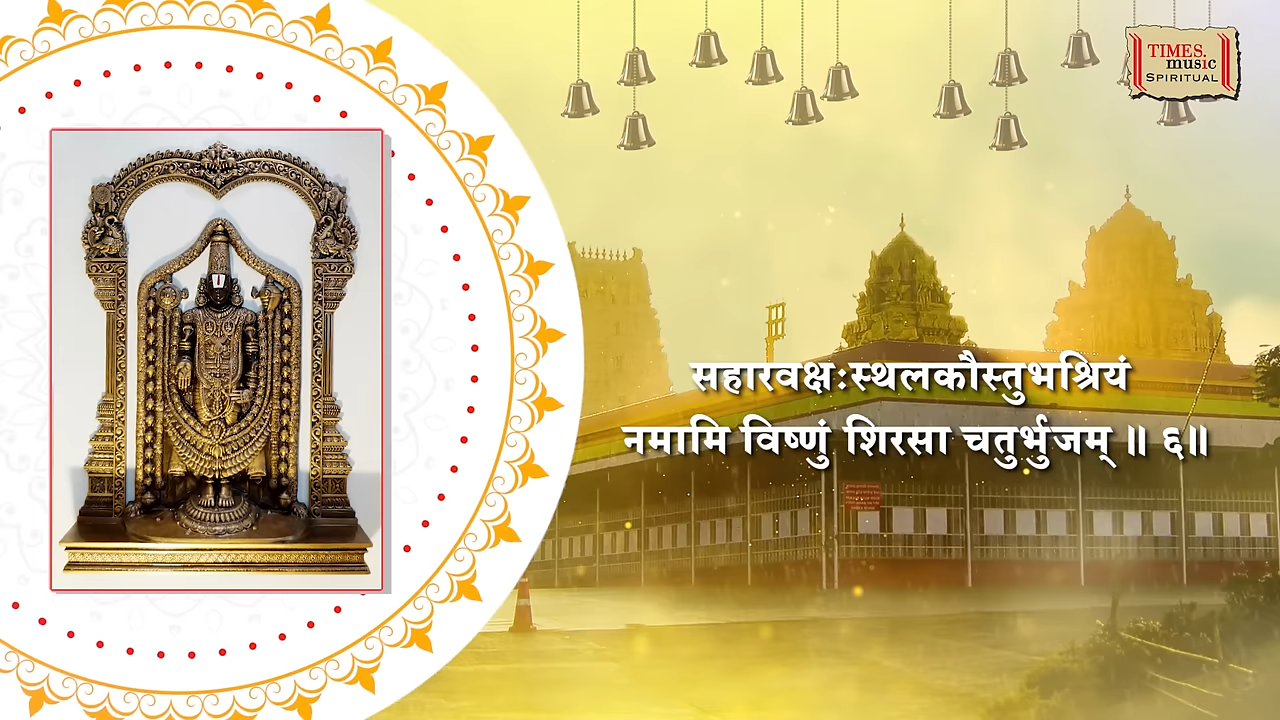 TIMES.
music
SPIRITUAL
सहारवक्षःस्थलकौस्तुभश्रियं
नमामि विष्णुं शिरसा चतुर्भुजम् ॥ ६॥